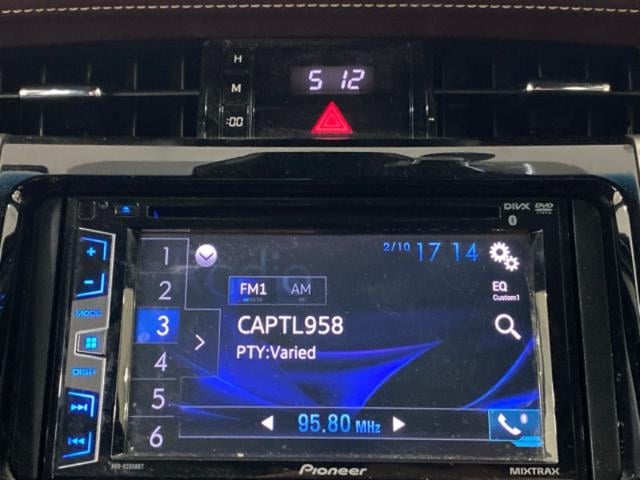 H
5 12
M
:00
DIVX DVD
VIDEO
+
-
MODE
DISP
1
2
3
4
5
6
2/10 17 14
FM1 AM
EQ
Custom1
CAPTL958
PTY:Varied
95.80 MHz
Pioneer
MIXTRAX